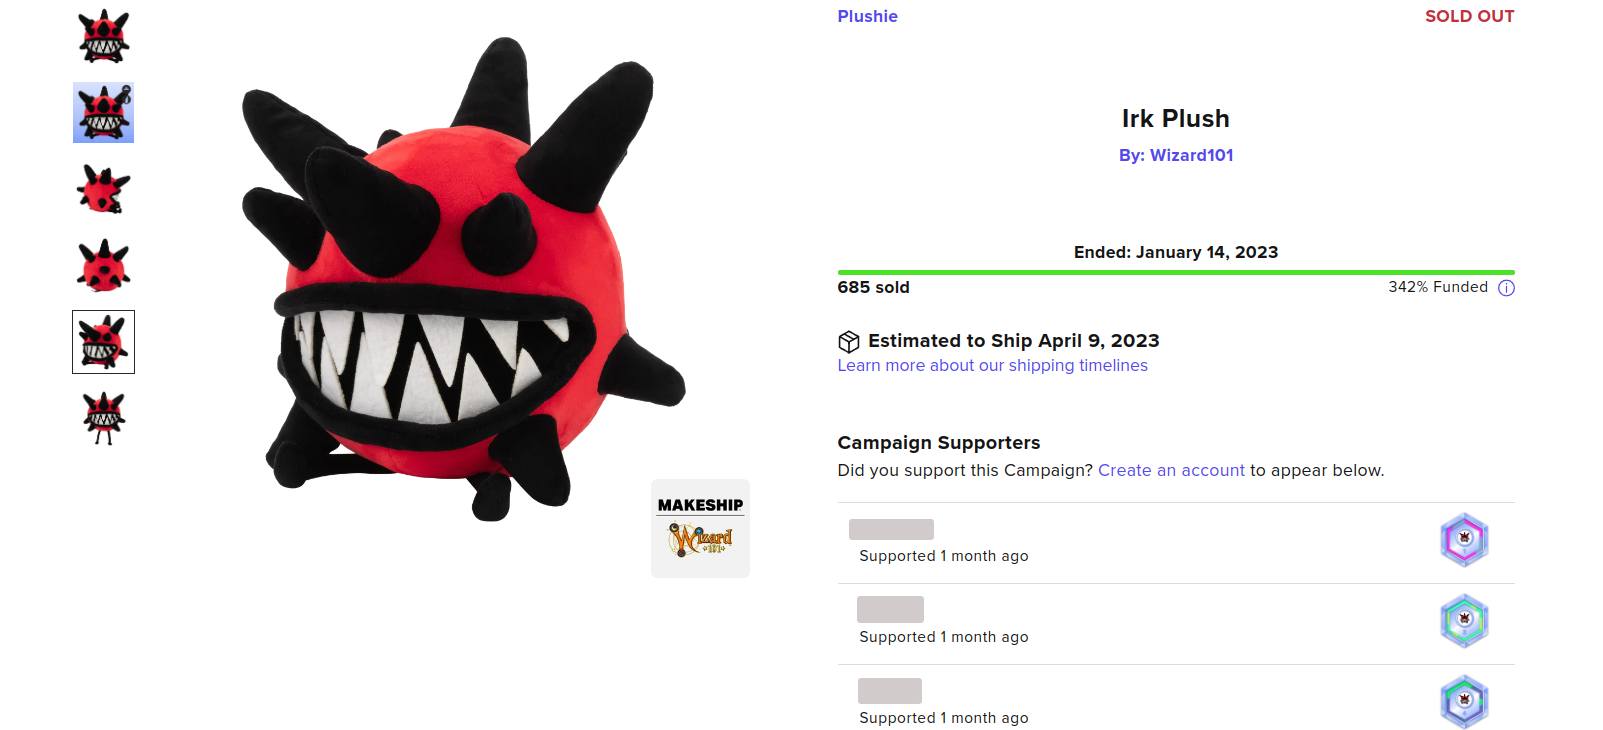 Plushie
SOLD OUT
Irk Plush
By: Wizard101
Ended: January 14, 2023
685 sold
342% Funded
Estimated to Ship April 9, 2023
Learn more about our shipping timelines
Campaign Supporters
Did you support this Campaign? Create an account to appear below.
Supported 1 month ago
Supported 1 month ago
Supported 1 month ago
MAKESHIP
Wizard
101